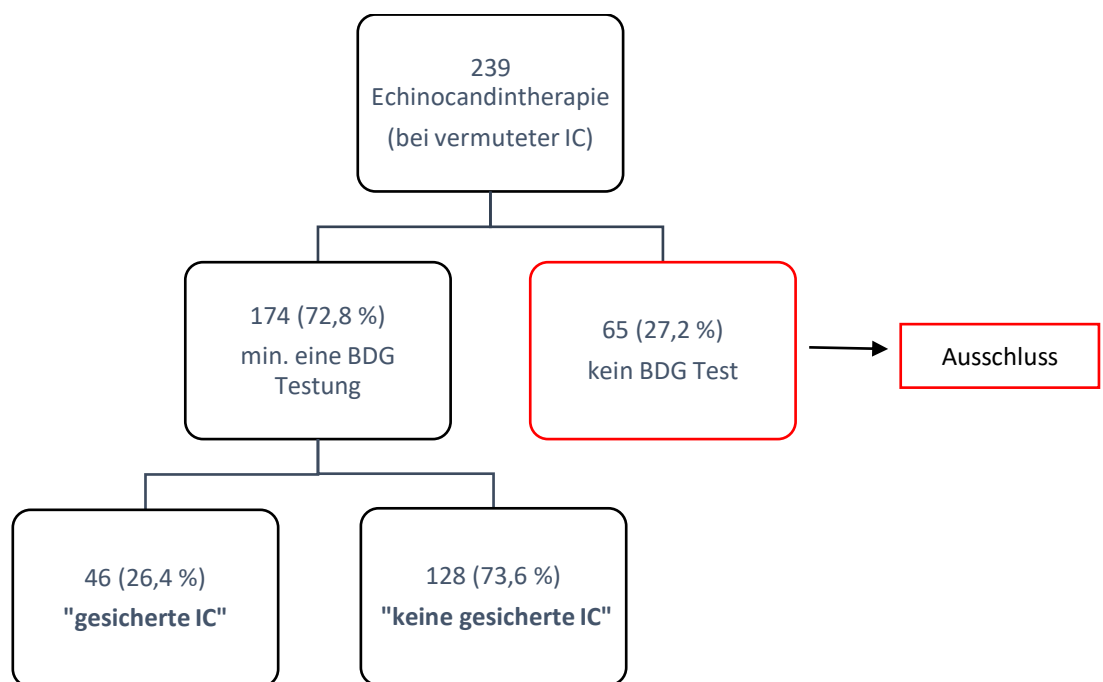 239
Echinocandintherapie
(bei vermuteter IC)
174 (72,8 %)
min. eine BDG
Testung
65 (27,2 %)
kein BDG Test
Ausschluss
46 (26,4 %)
"gesicherte IC"
128 (73,6 %)
"keine gesicherte IC"